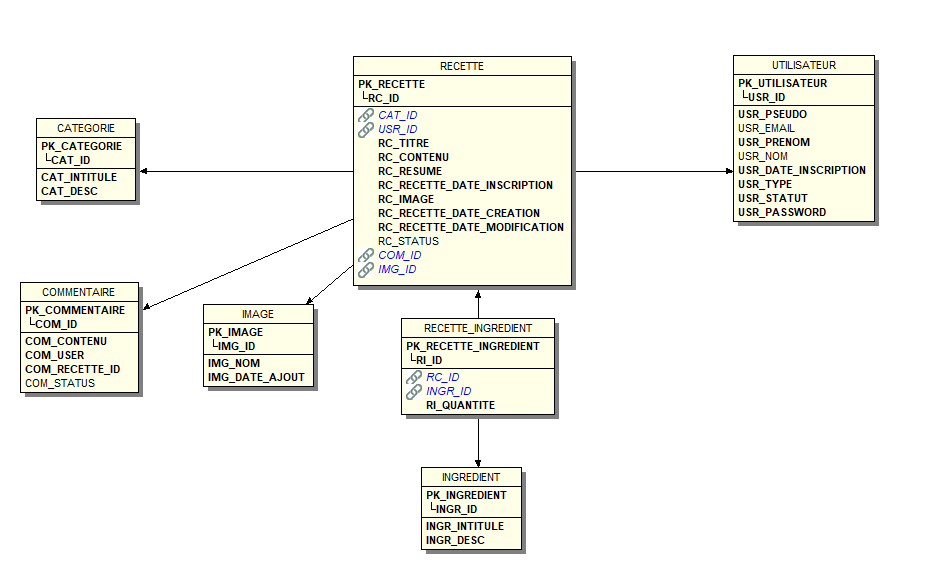 RECETTE
PK_RECETTE
RC_ID
CAT_ID
USR_ID
RC_TITRE
RC_CONTENU
RC_RESUME
RC_RECETTE_DATE_INSCRIPTION
RC_IMAGE
RC_RECETTE_DATE_CREATION
RC_RECETTE_DATE_MODIFICATION
RC_STATUS
COM_ID
IMG_ID
UTILISATEUR
PK_UTILISATEUR
USR_ID
USR_PSEUDO
USR_EMAIL
USR_PRENOM
USR_NOM
USR_DATE_INSCRIPTION
USR_TYPE
USR_STATUT
USR_PASSWORD
CATEGORIE
PK_CATEGORIE
CAT_ID
CAT_INTITULE
CAT_DESC
COMMENTAIRE
PK_COMMENTAIRE
COM_ID
COM_CONTENU
COM_USER
COM_RECETTE_ID
COM_STATUS
IMAGE
PK_IMAGE
IMG_ID
IMG_NOM
IMG_DATE_AJOUT
RECETTE_INGREDIENT
PK_RECETTE_INGREDIENT
RI_ID
RC_ID
INGR_ID
RI_QUANTITE
INGREDIENT
PK_INGREDIENT
INGR_ID
INGR_INTITULE
INGR_DESC